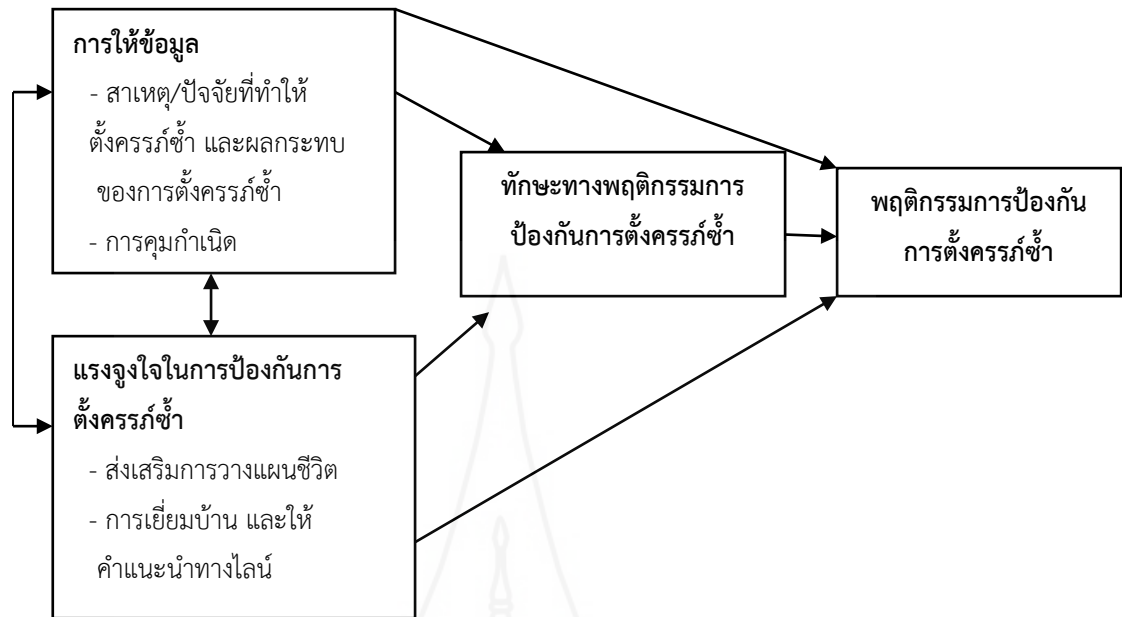 การให้ข้อมูล
- สาเหตุ/ปัจจัยที่ทำให้
ตั้งครรภ์ซ้ำ และผลกระทบ
ของการตั้งครรภ์ซ้ำ
- การคุมกำเนิด
ทักษะทางพฤติกรรมการ
ป้องกันการตั้งครรภ์ซ้ำ
พฤติกรรมการป้องกัน
การตั้งครรภ์ซ้ำ
แรงจูงใจในการป้องกันการ
ตั้งครรภ์ซ้ำ
- ส่งเสริมการวางแผนชีวิต
- การเยี่ยมบ้าน และให้
คำแนะนำทางไลน์